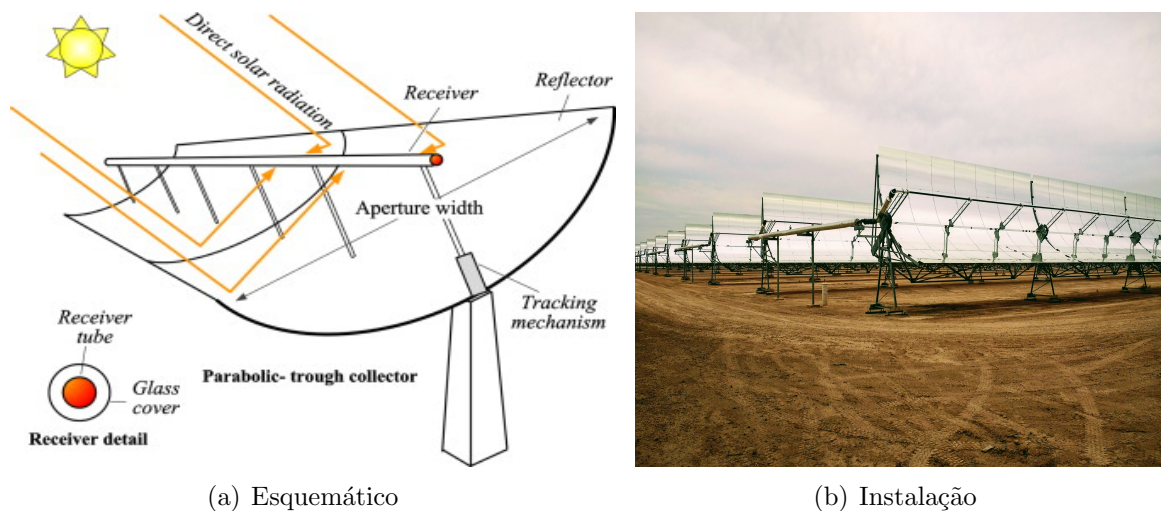 Direct solar
radiation
Receiver
Reflector
Aperture width
Tracking
mechanism
Receiver
tube
Glass
cover
Parabolic- trough collector
Receiver detail
(a) Esquemático
(b) Instalação